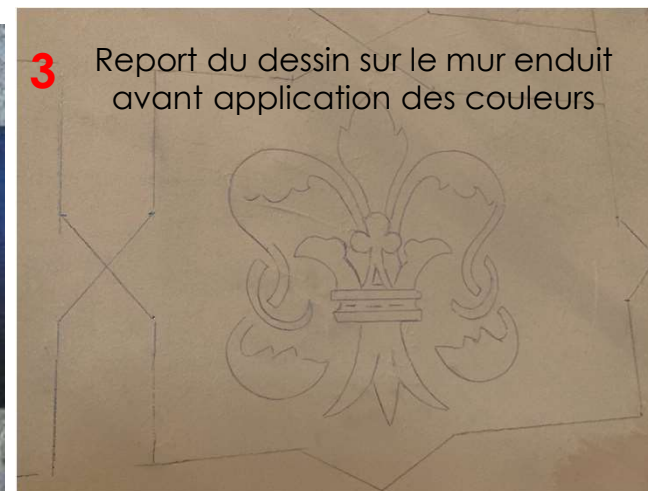 3 Report du dessin sur le mur enduit
avant application des couleurs